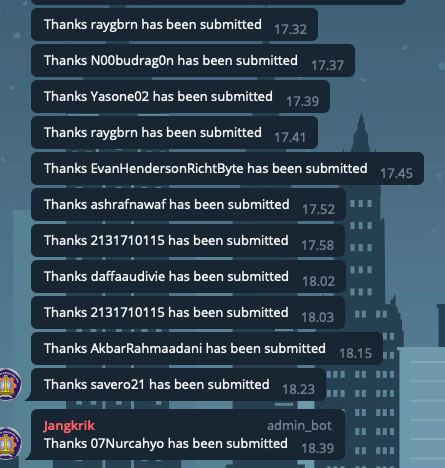 Thanks raygbrn has been submitted 17.32
Thanks N00budrag0n has been submitted 17.37
Thanks Yasone02 has been submitted 17.39
Thanks raygbrn has been submitted 17.41
Thanks EvanHendersonRichtByte has been submitted 17.45
Thanks ashrafnawaf has been submitted 17.52
Thanks 2131710115 has been submitted 17.58
Thanks daffaaudivie has been submitted 18.02
Thanks 2131710115 has been submitted 18.03
Thanks AkbarRahmaadani has been submitted 18.15
Thanks savero21 has been submitted 18.23
Jangkrik admin_bot
Thanks 07Nurcahyo has been submitted 18.39